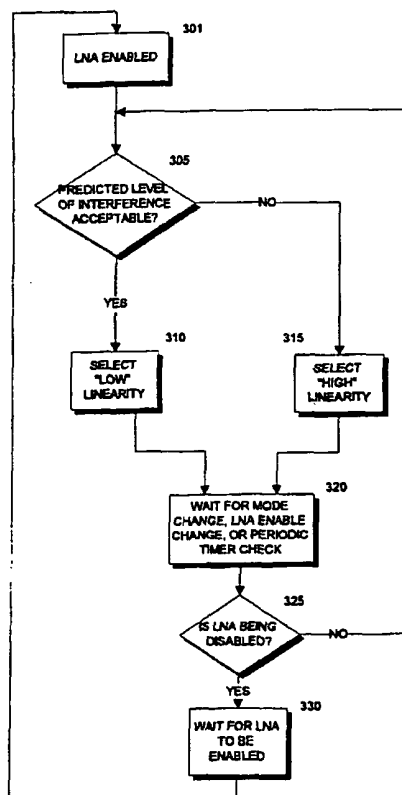 301
LNA ENABLED
305
PREDICTED LEVEL
OF INTERFERENCE
ACCEPTABLE?
NO
YES
310
SELECT
"LOW"
LINEARITY
315
SELECT
"HIGH"
LINEARITY
320
WAIT FOR MODE
CHANGE, LNA ENABLE
CHANGE, OR PERIODIC
TIMER CHECK
325
IS LNA BEING
DISABLED?
NO
YES
330
WAIT FOR LNA
TO BE
ENABLED